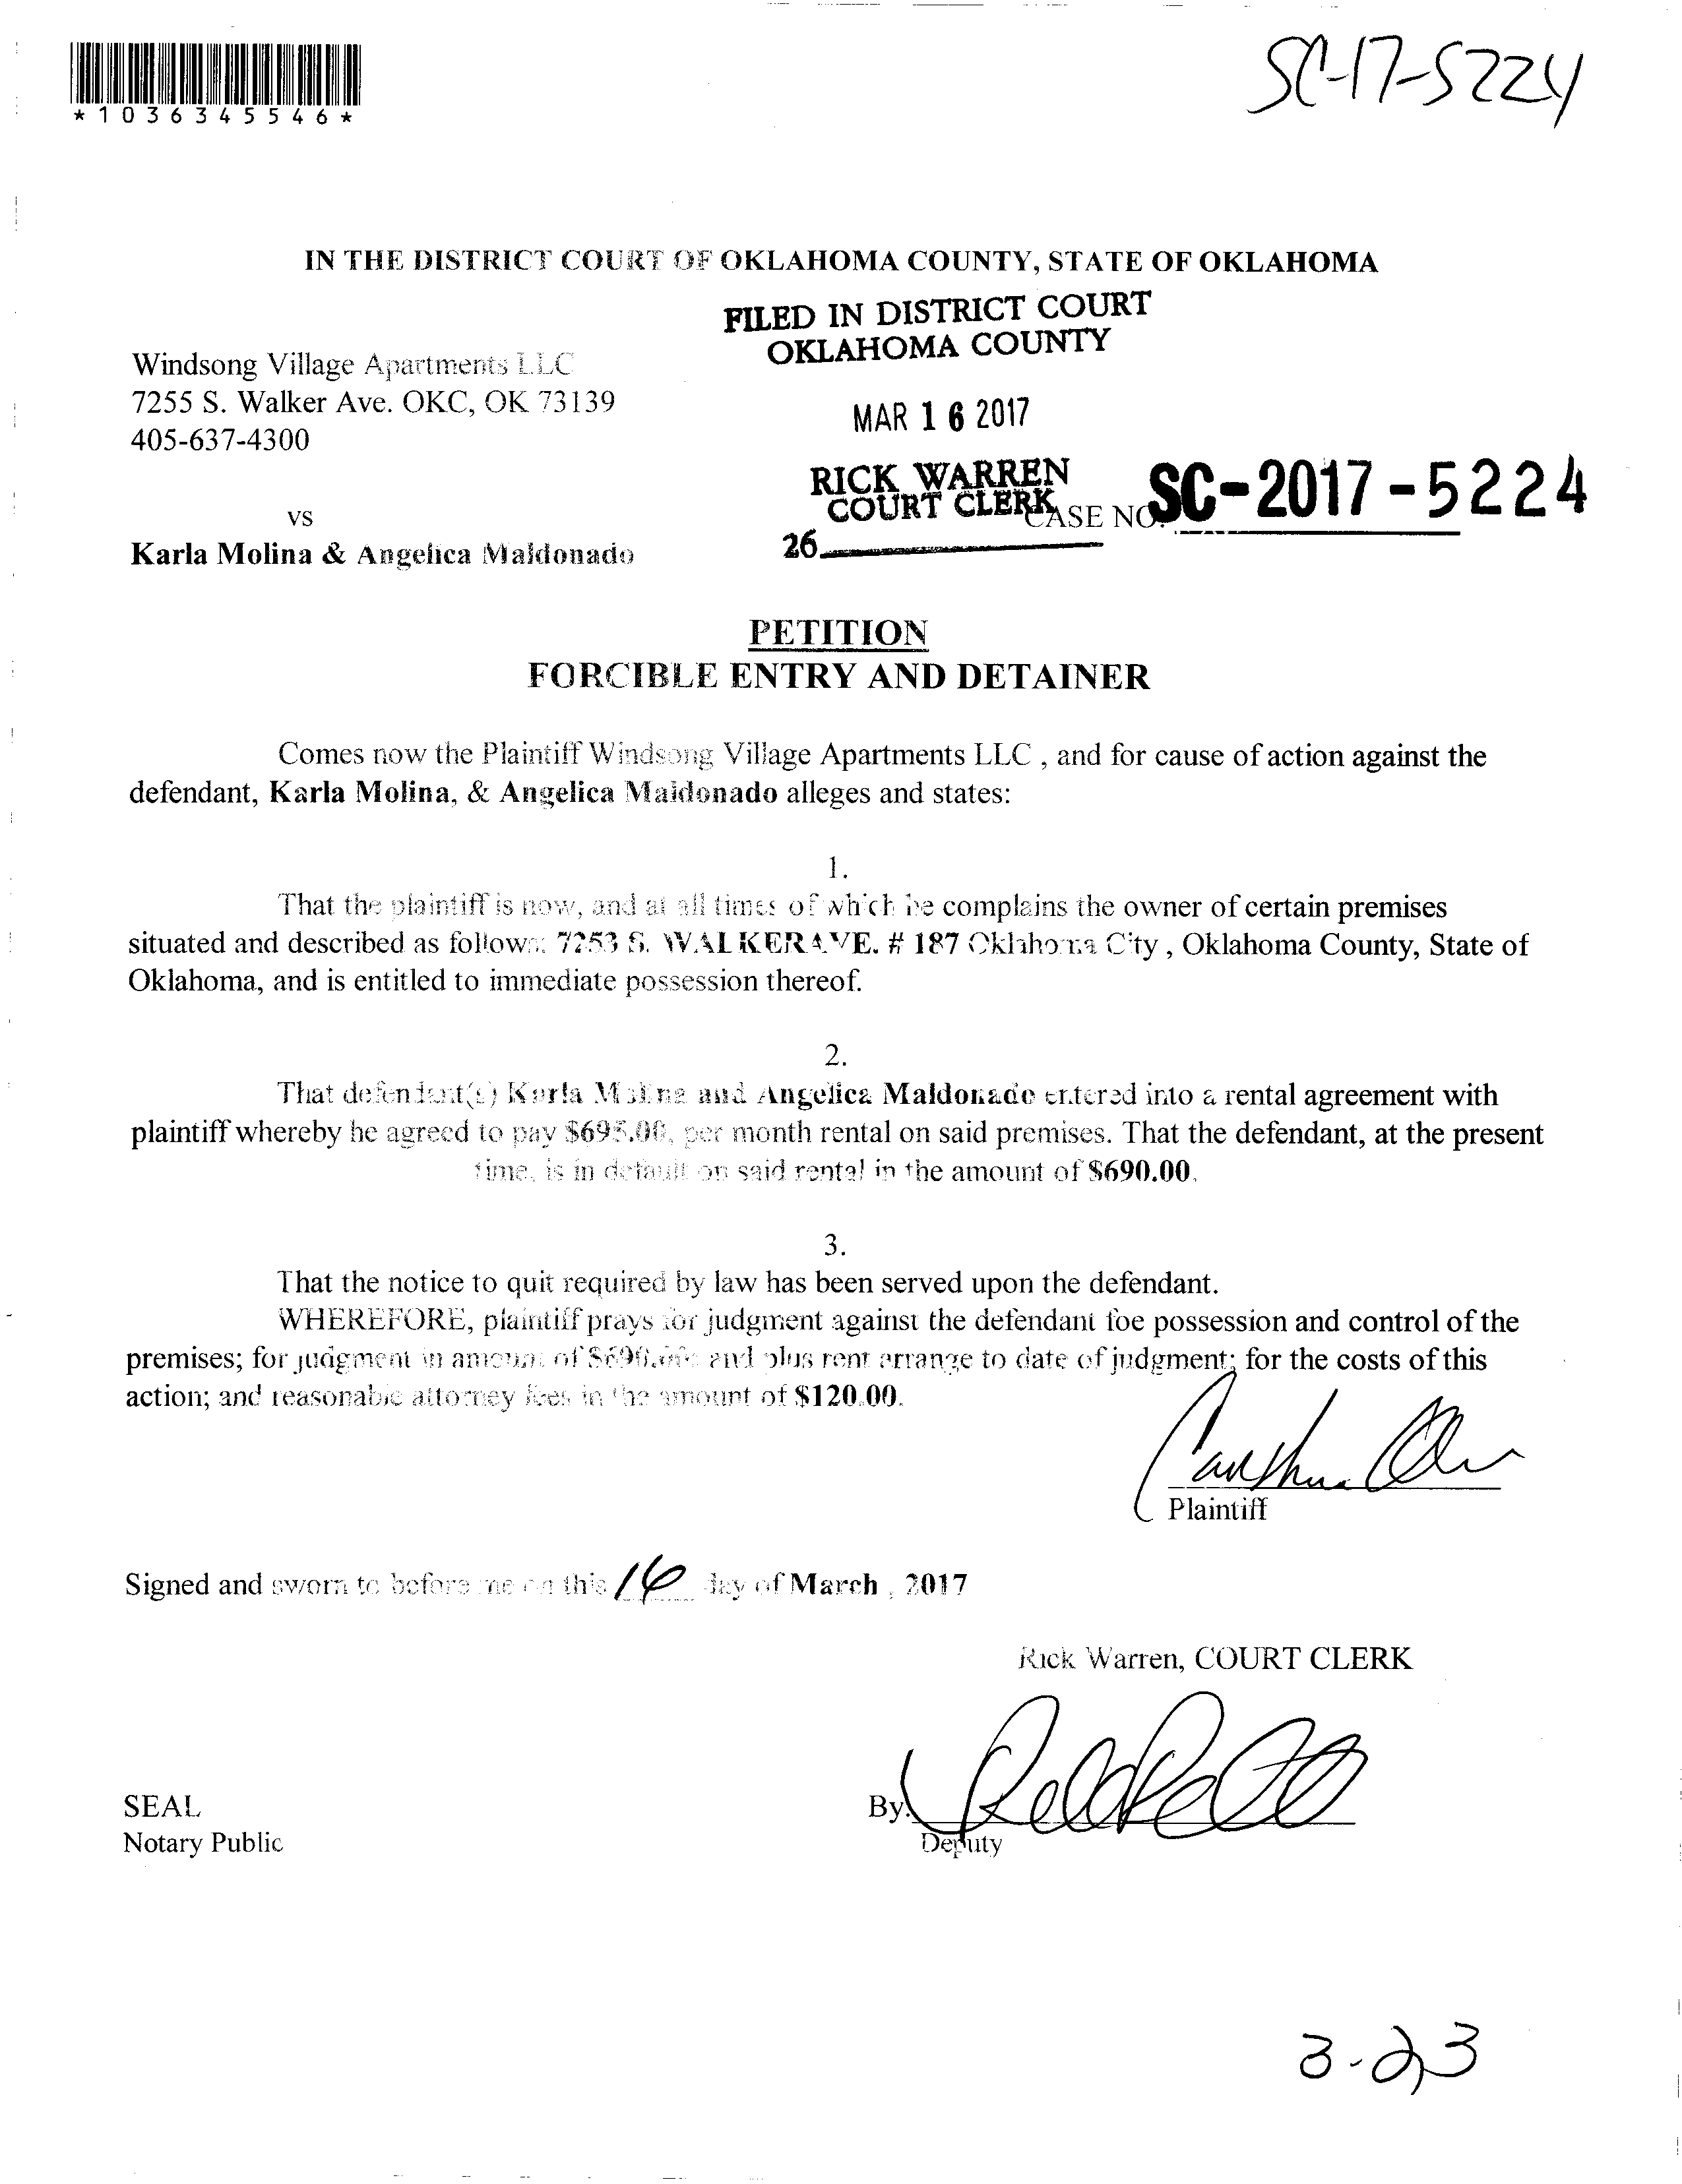 *1036345546*
SC-17-5224
IN THE DISTRICT COURT OF OKLAHOMA COUNTY, STATE OF OKLAHOMA
FILED IN DISTRICT COURT
OKLAHOMA COUNTY
Windsong Village Apartments LLC
7255 S. Walker Ave. OKC, OK 73139
405-637-4300
MAR 16 2017
RICK WARREN
COURT CLERK
CASE NO. SC-2017-5224
vs
26
Karla Molina & Angelica Maldonado
PETITION
FORCIBLE ENTRY AND DETAINER
Comes now the Plaintiff Windsong Village Apartments LLC , and for cause of action against the
defendant, Karla Molina, & Angelica Maldonado alleges and states:
1.
That the plaintiff is now, and at all times of which he complains the owner of certain premises
situated and described as follows: 7253 S. WALKER AVE. # 187 Oklahoma City , Oklahoma County, State of
Oklahoma, and is entitled to immediate possession thereof.
2.
That defendant(s) Karla Molina and Angelica Maldonado entered into a rental agreement with
plaintiff whereby he agreed to pay $695.00, per month rental on said premises. That the defendant, at the present
time, is in default on said rental in the amount of $690.00.
3.
That the notice to quit required by law has been served upon the defendant.
WHEREFORE, plaintiff prays for judgment against the defendant foe possession and control of the
premises; for judgment in amount of $690.00 and plus rent arrange to date of judgment; for the costs of this
action; and reasonable attorney fees in the amount of $120.00.
Plaintiff
Signed and sworn to before me on this 16 day of March , 2017
Rick Warren, COURT CLERK
SEAL
By:
Notary Public
Deputy
3-23